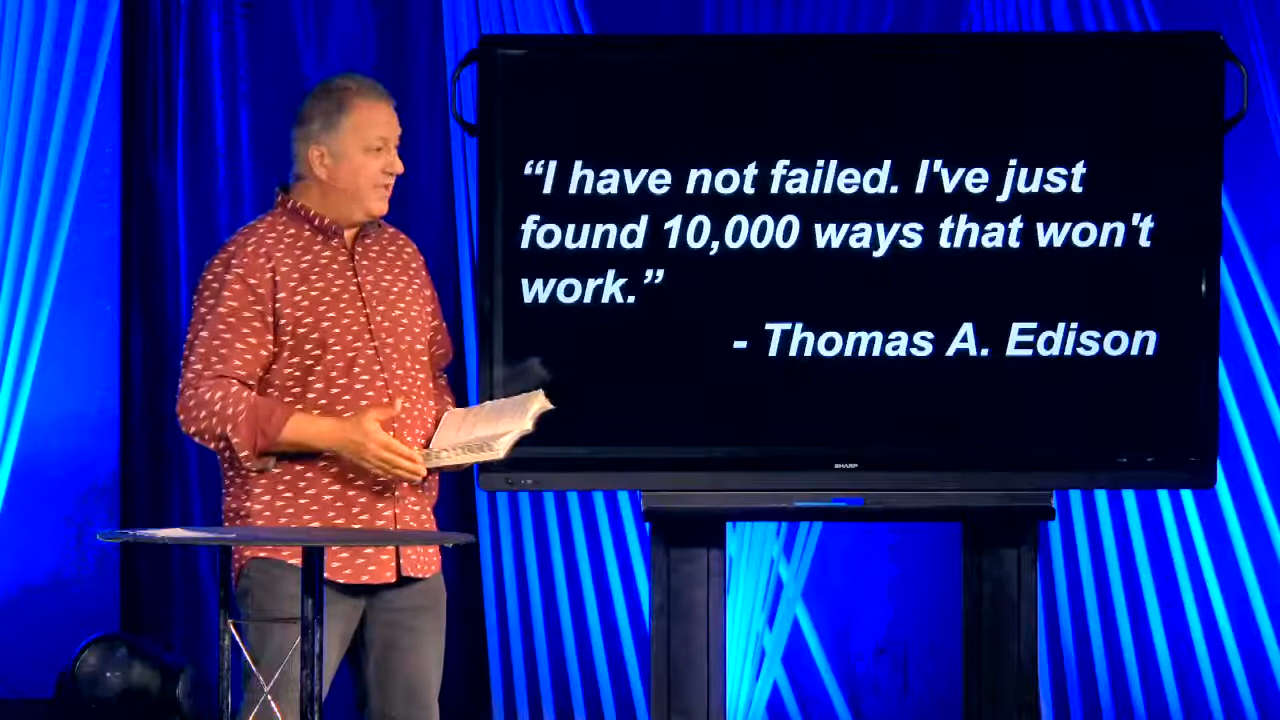 “I have not failed. I've just
found 10,000 ways that won't
work.”
- Thomas A. Edison
SHARP